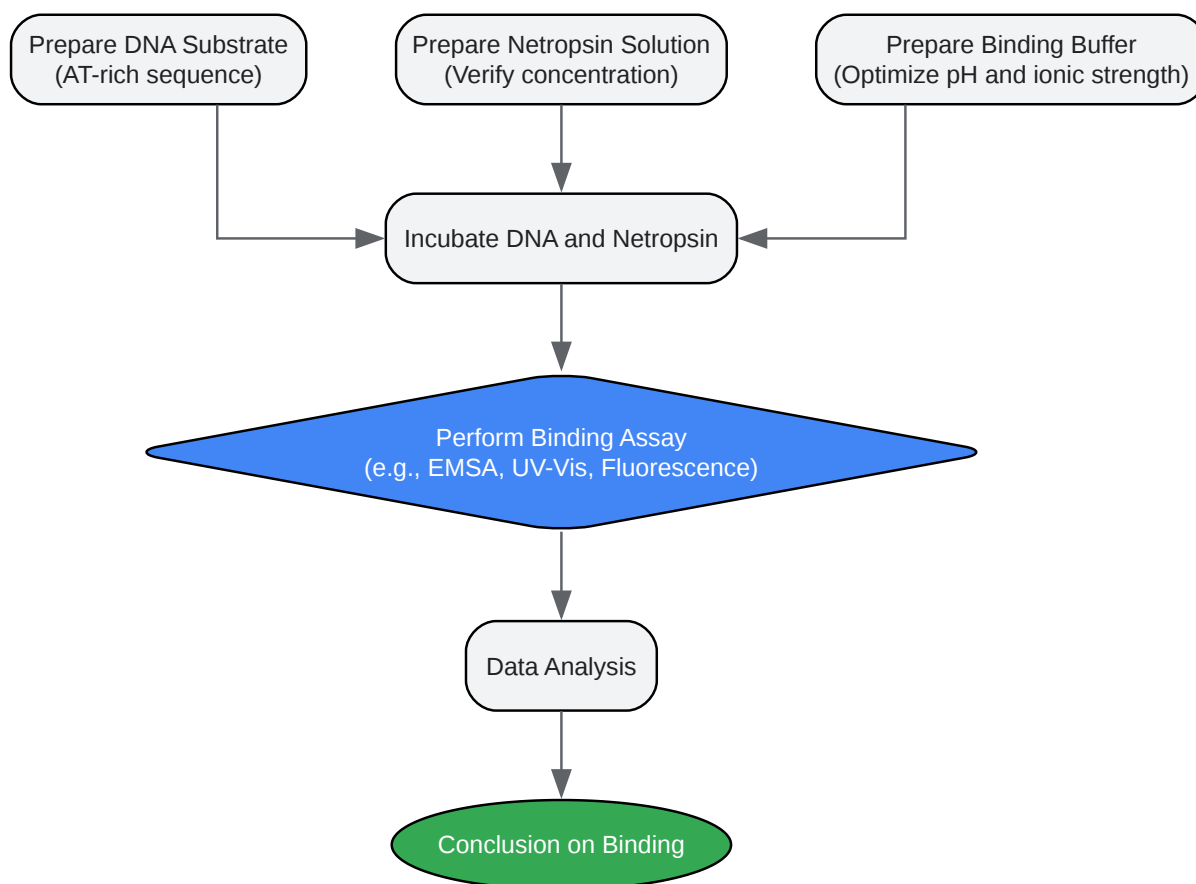 Prepare DNA Substrate
(AT-rich sequence)
Prepare Netropsin Solution
(Verify concentration)
Prepare Binding Buffer
(Optimize pH and ionic strength)
Incubate DNA and Netropsin
Perform Binding Assay
(e.g., EMSA, UV-Vis, Fluorescence)
Data Analysis
Conclusion on Binding